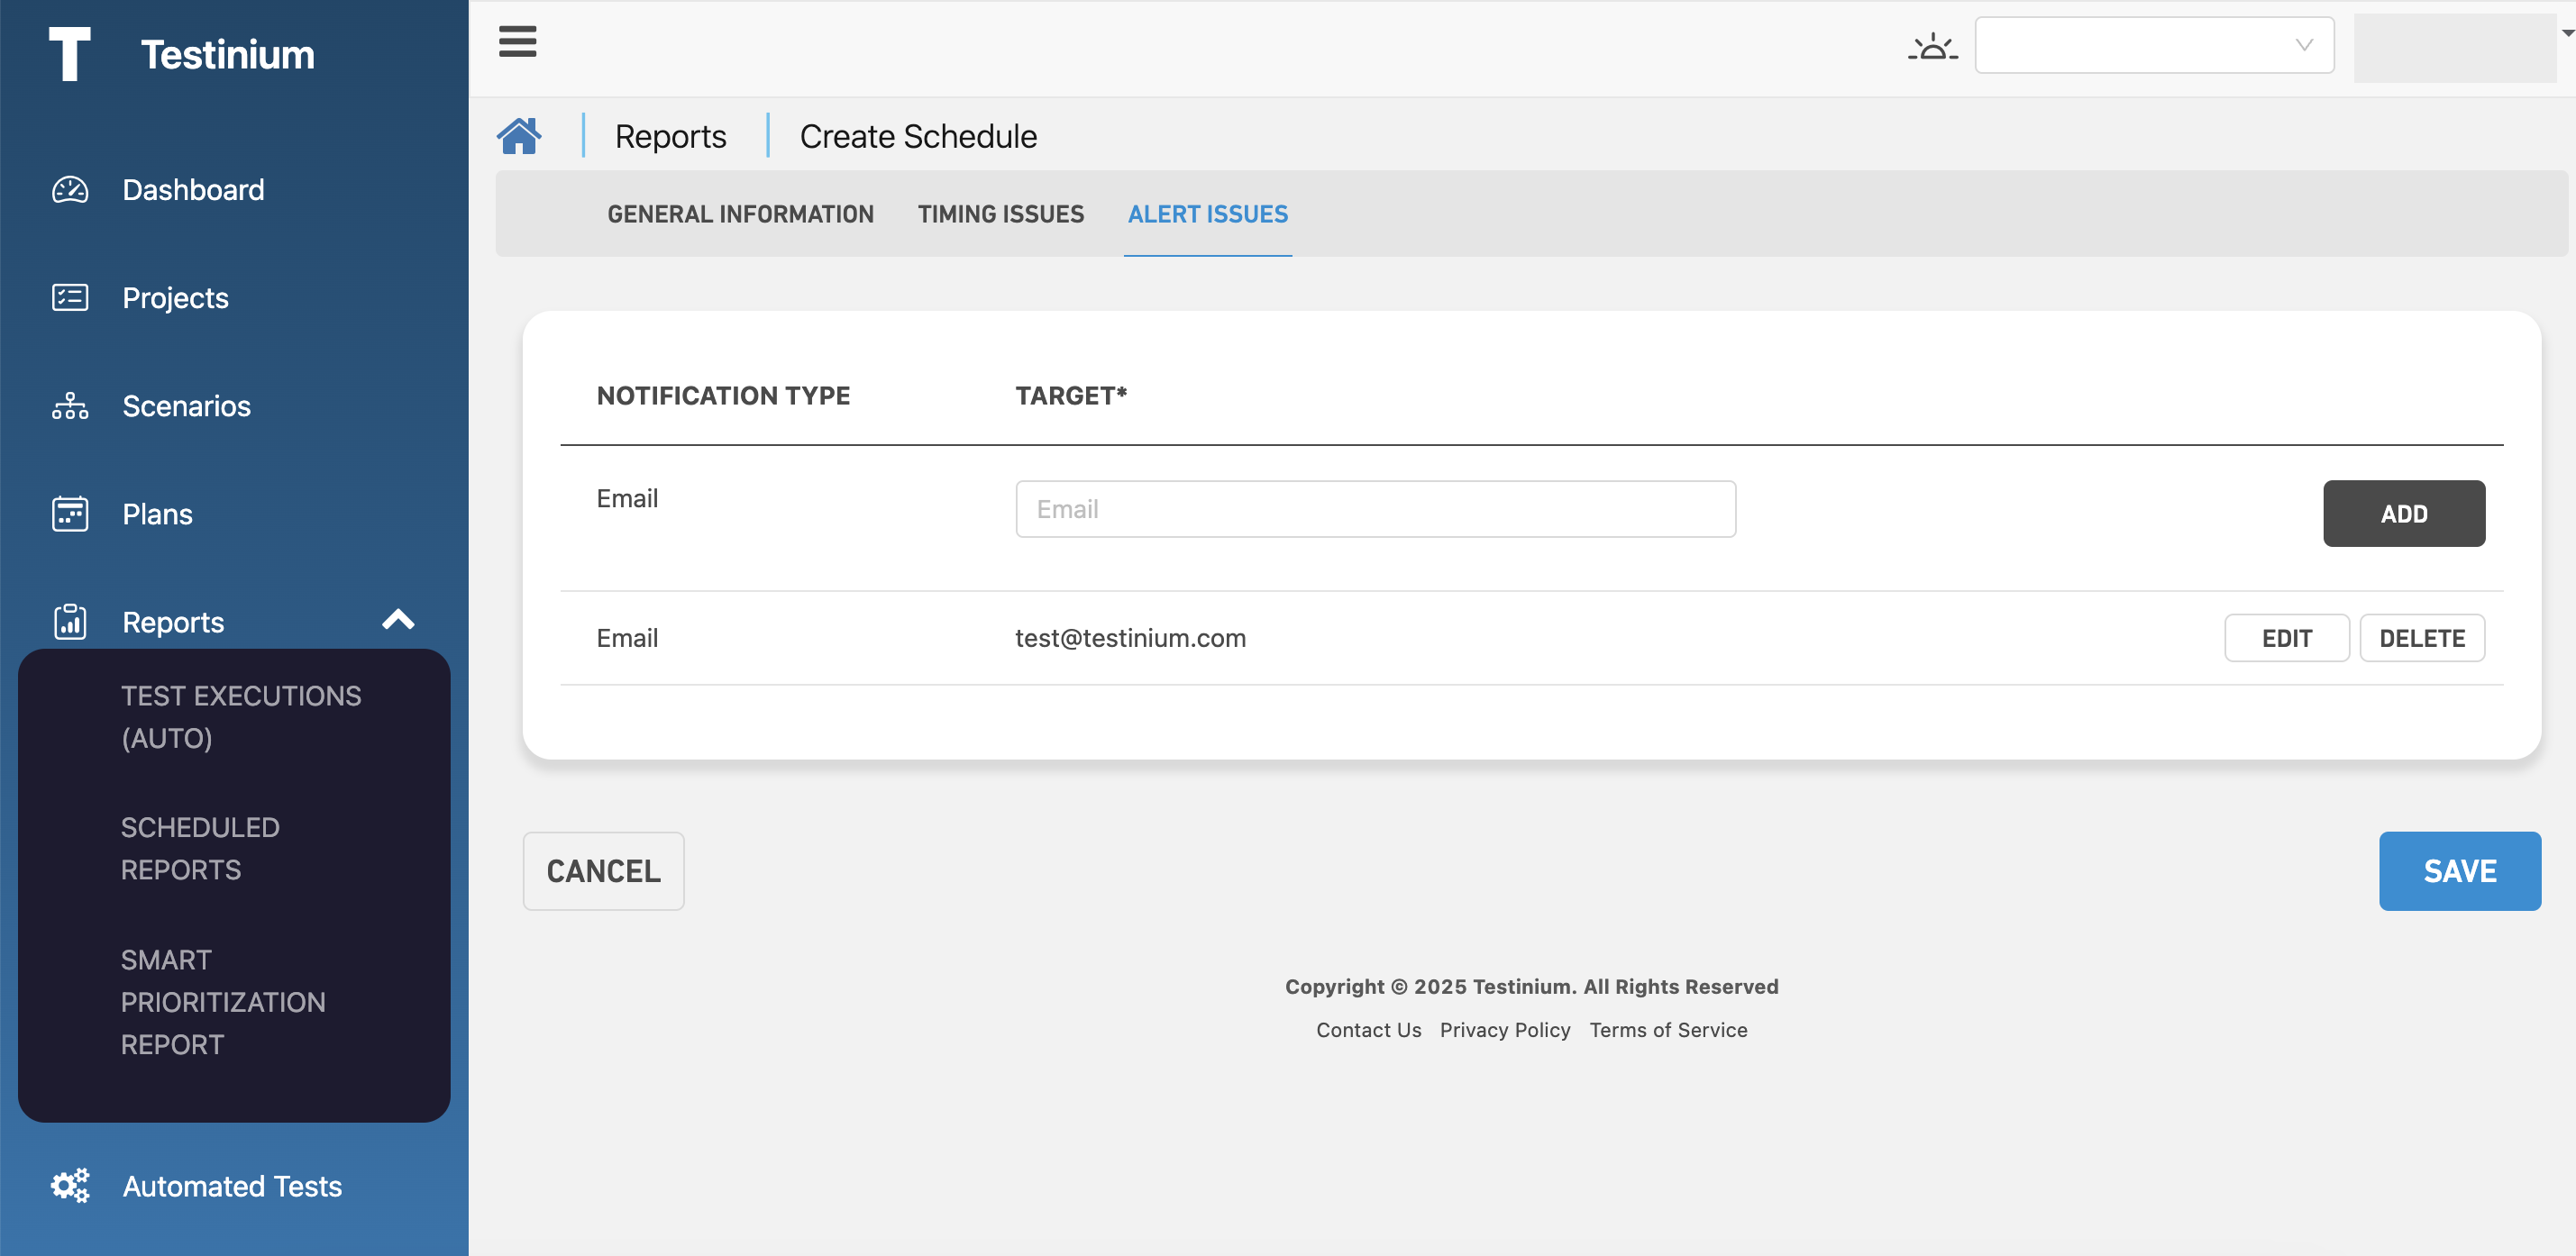 Testinium
Dashboard
Projects
Scenarios
Plans
Reports
TEST EXECUTIONS
(AUTO)
SCHEDULED
REPORTS
SMART
PRIORITIZATION
REPORT
Automated Tests
Reports
Create Schedule
GENERAL INFORMATION
TIMING ISSUES
ALERT ISSUES
NOTIFICATION TYPE
TARGET*
Email
Email
ADD
Email
test@testinium.com
EDIT
DELETE
CANCEL
SAVE
Copyright © 2025 Testinium. All Rights Reserved
Contact Us Privacy Policy Terms of Service